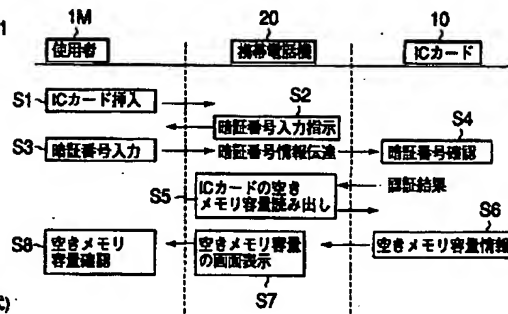 1M 20 10
1
使用者 携帯電話機 ICカード
S1 ICカード挿入
S2
暗証番号入力指示
S4
S3 暗証番号入力 暗証番号情報伝達 暗証番号確認
認証結果
S5 ICカードの空き
メモリ容量読み出し
S6
S8 空きメモリ
容量確認
空きメモリ容量
の画面表示
空きメモリ容量情報
S7
式)